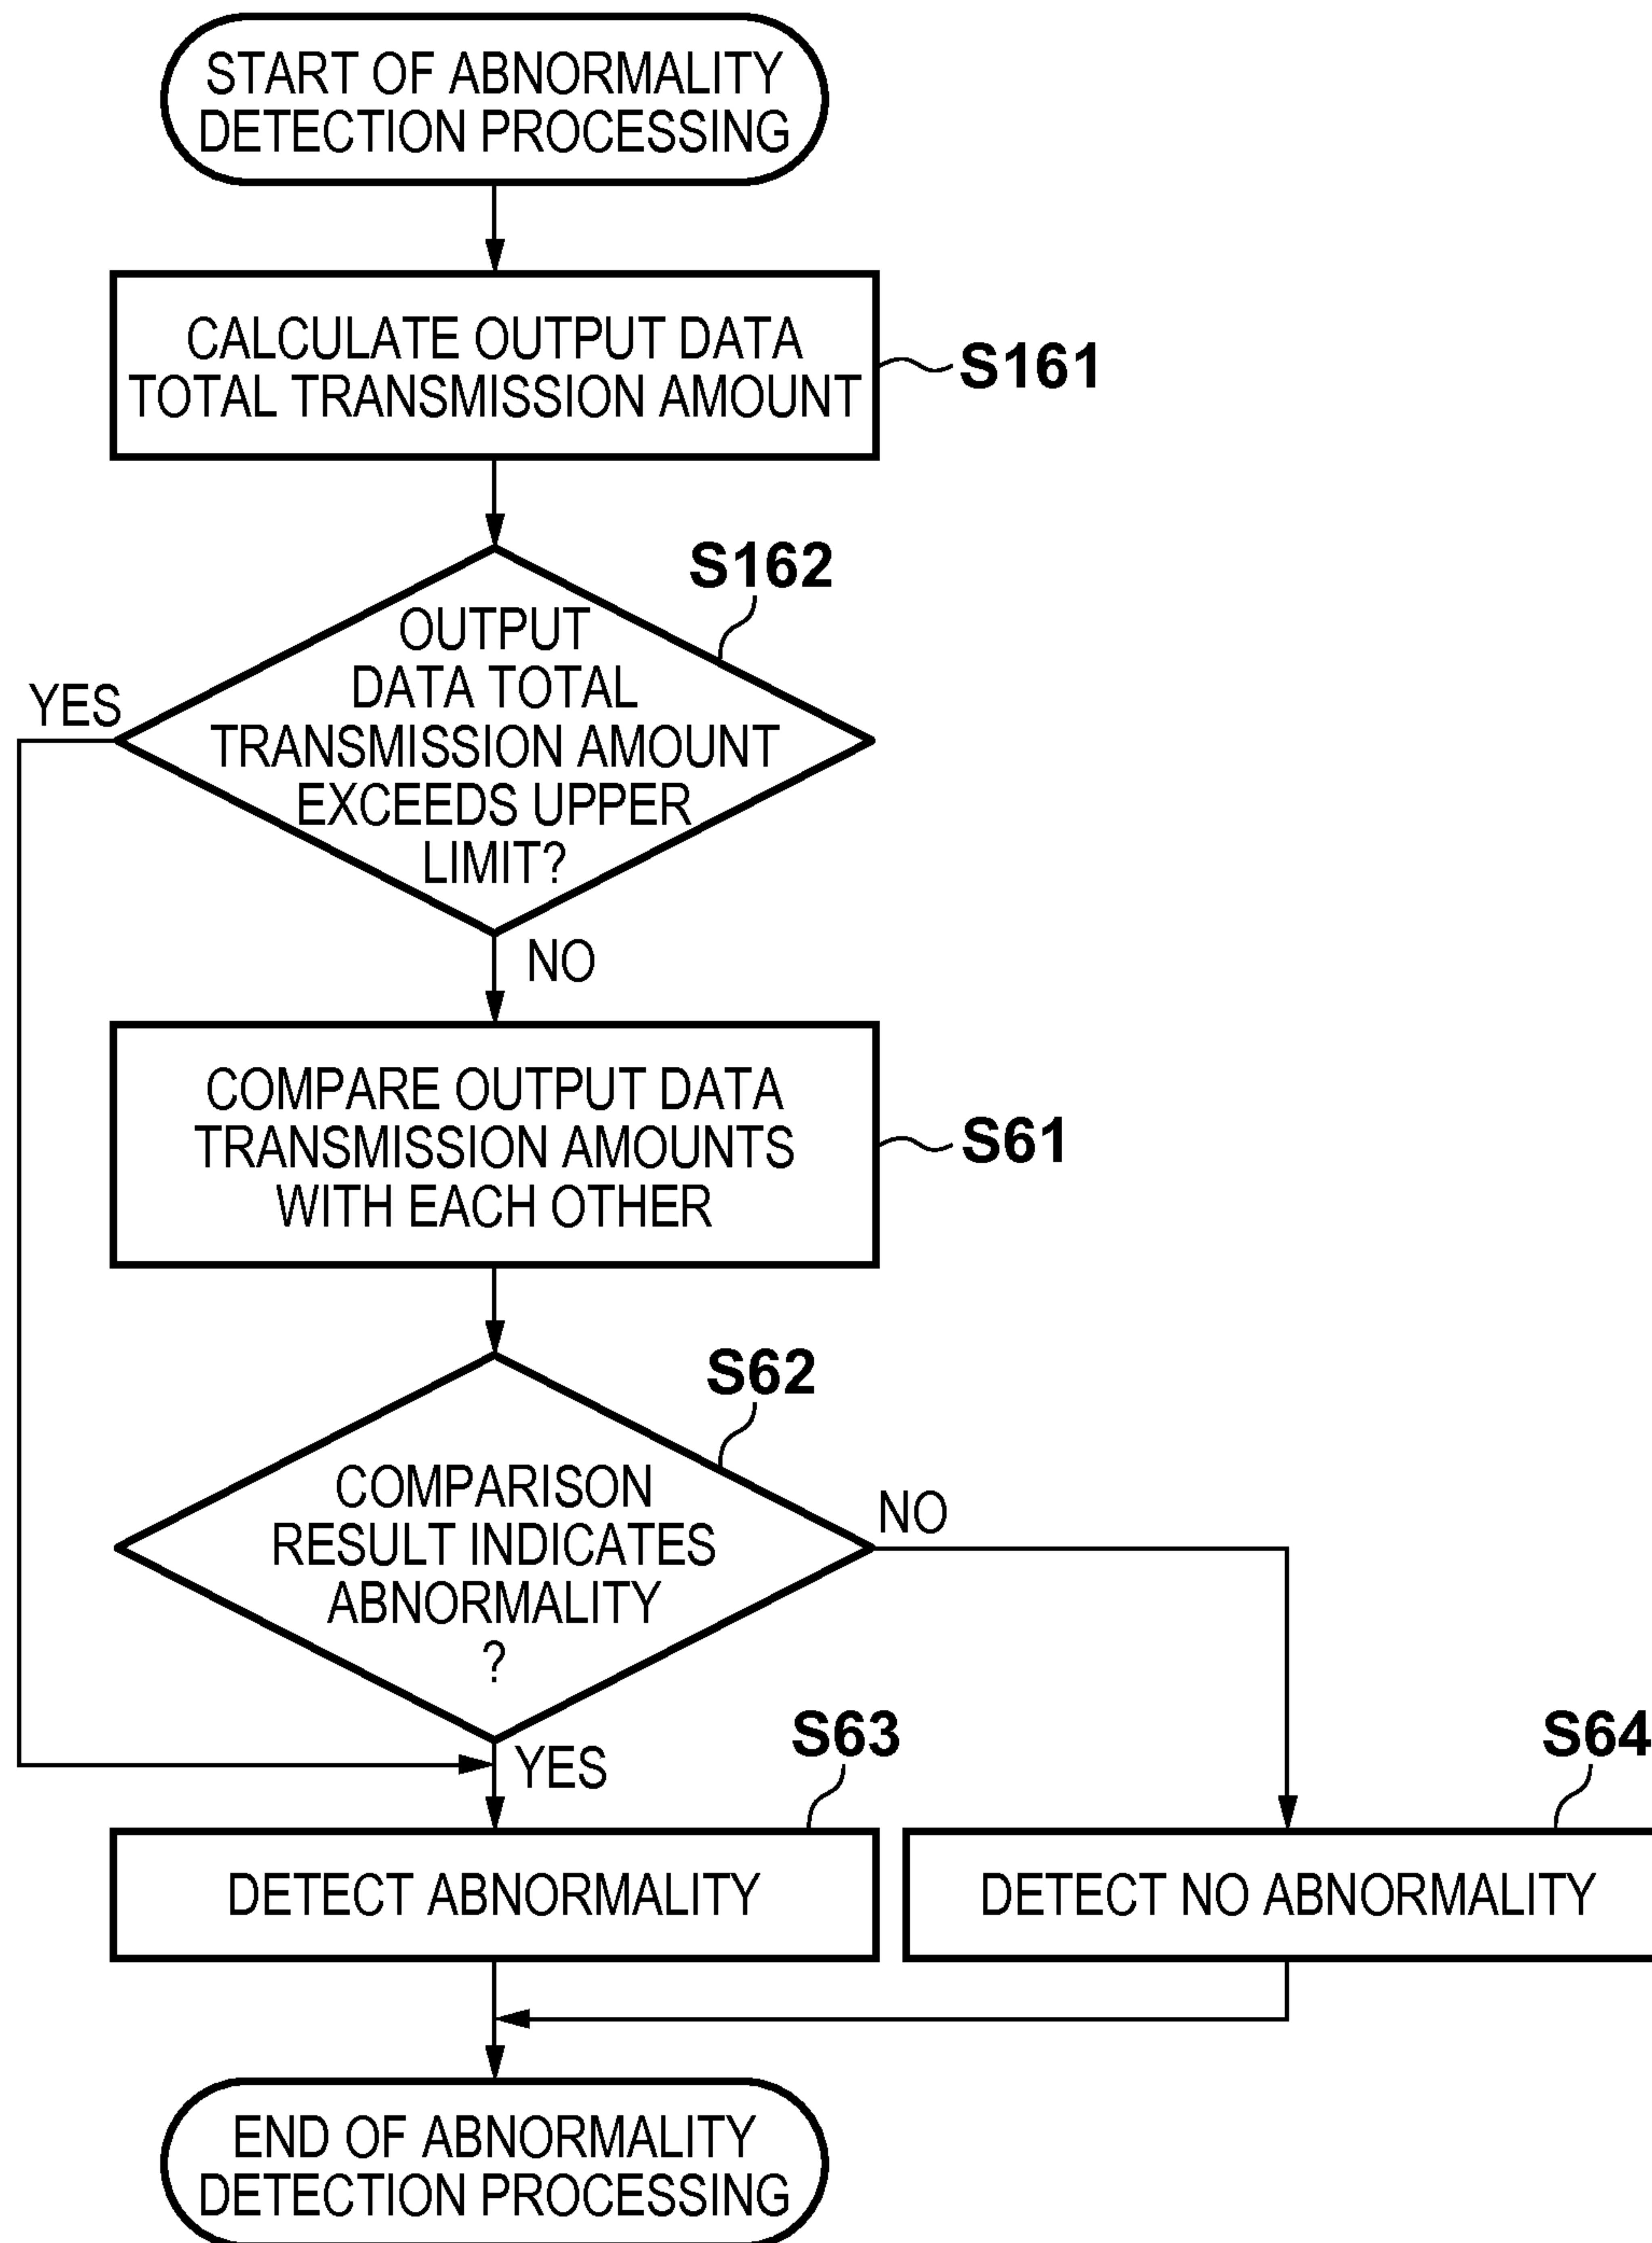 START OF ABNORMALITY
DETECTION PROCESSING
CALCULATE OUTPUT DATA
TOTAL TRANSMISSION AMOUNT
S161
S162
OUTPUT
DATA TOTAL
TRANSMISSION AMOUNT
EXCEEDS UPPER
LIMIT?
YES
NO
COMPARE OUTPUT DATA
TRANSMISSION AMOUNTS
WITH EACH OTHER
S61
S62
COMPARISON
RESULT INDICATES
ABNORMALITY
?
NO
YES
S63
S64
DETECT ABNORMALITY
DETECT NO ABNORMALITY
END OF ABNORMALITY
DETECTION PROCESSING